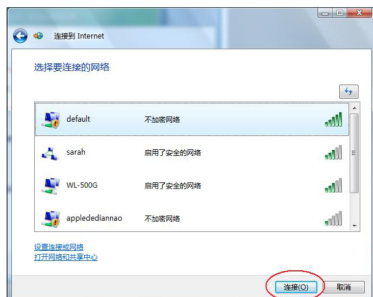 连接到 Internet
选择要连接的网络
default 不加密网络
sarah 启用了安全的网络
WL-500G 启用了安全的网络
appledediannao 不加密网络
设置连接或网络
打开网络和共享中心
连接(O) 取消